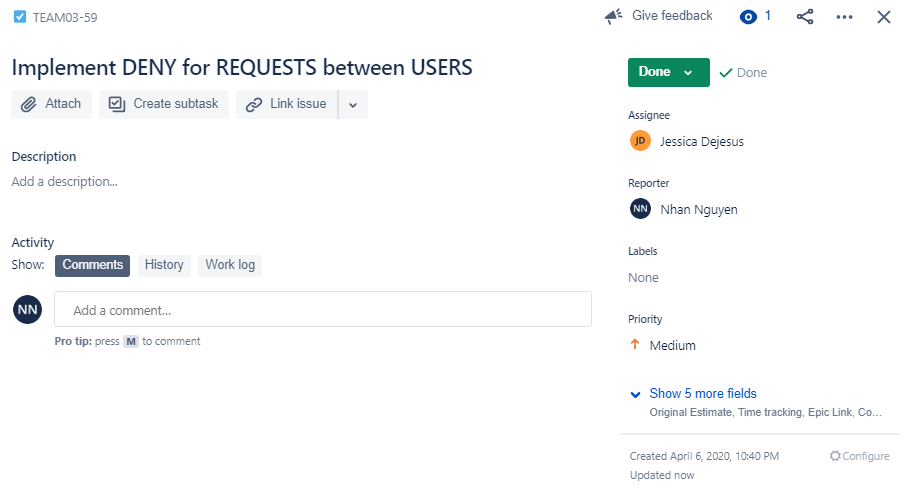 TEAM03-59
Give feedback
1
Implement DENY for REQUESTS between USERS
Attach
Create subtask
Link issue
Description
Add a description...
Activity
Show:
Comments
History
Work log
NN
Add a comment...
Pro tip: press M to comment
Done
Done
Assignee
JD
Jessica Dejesus
Reporter
NN
Nhan Nguyen
Labels
None
Priority
Medium
Show 5 more fields
Original Estimate, Time tracking, Epic Link, Co...
Created April 6, 2020, 10:40 PM
Configure
Updated now